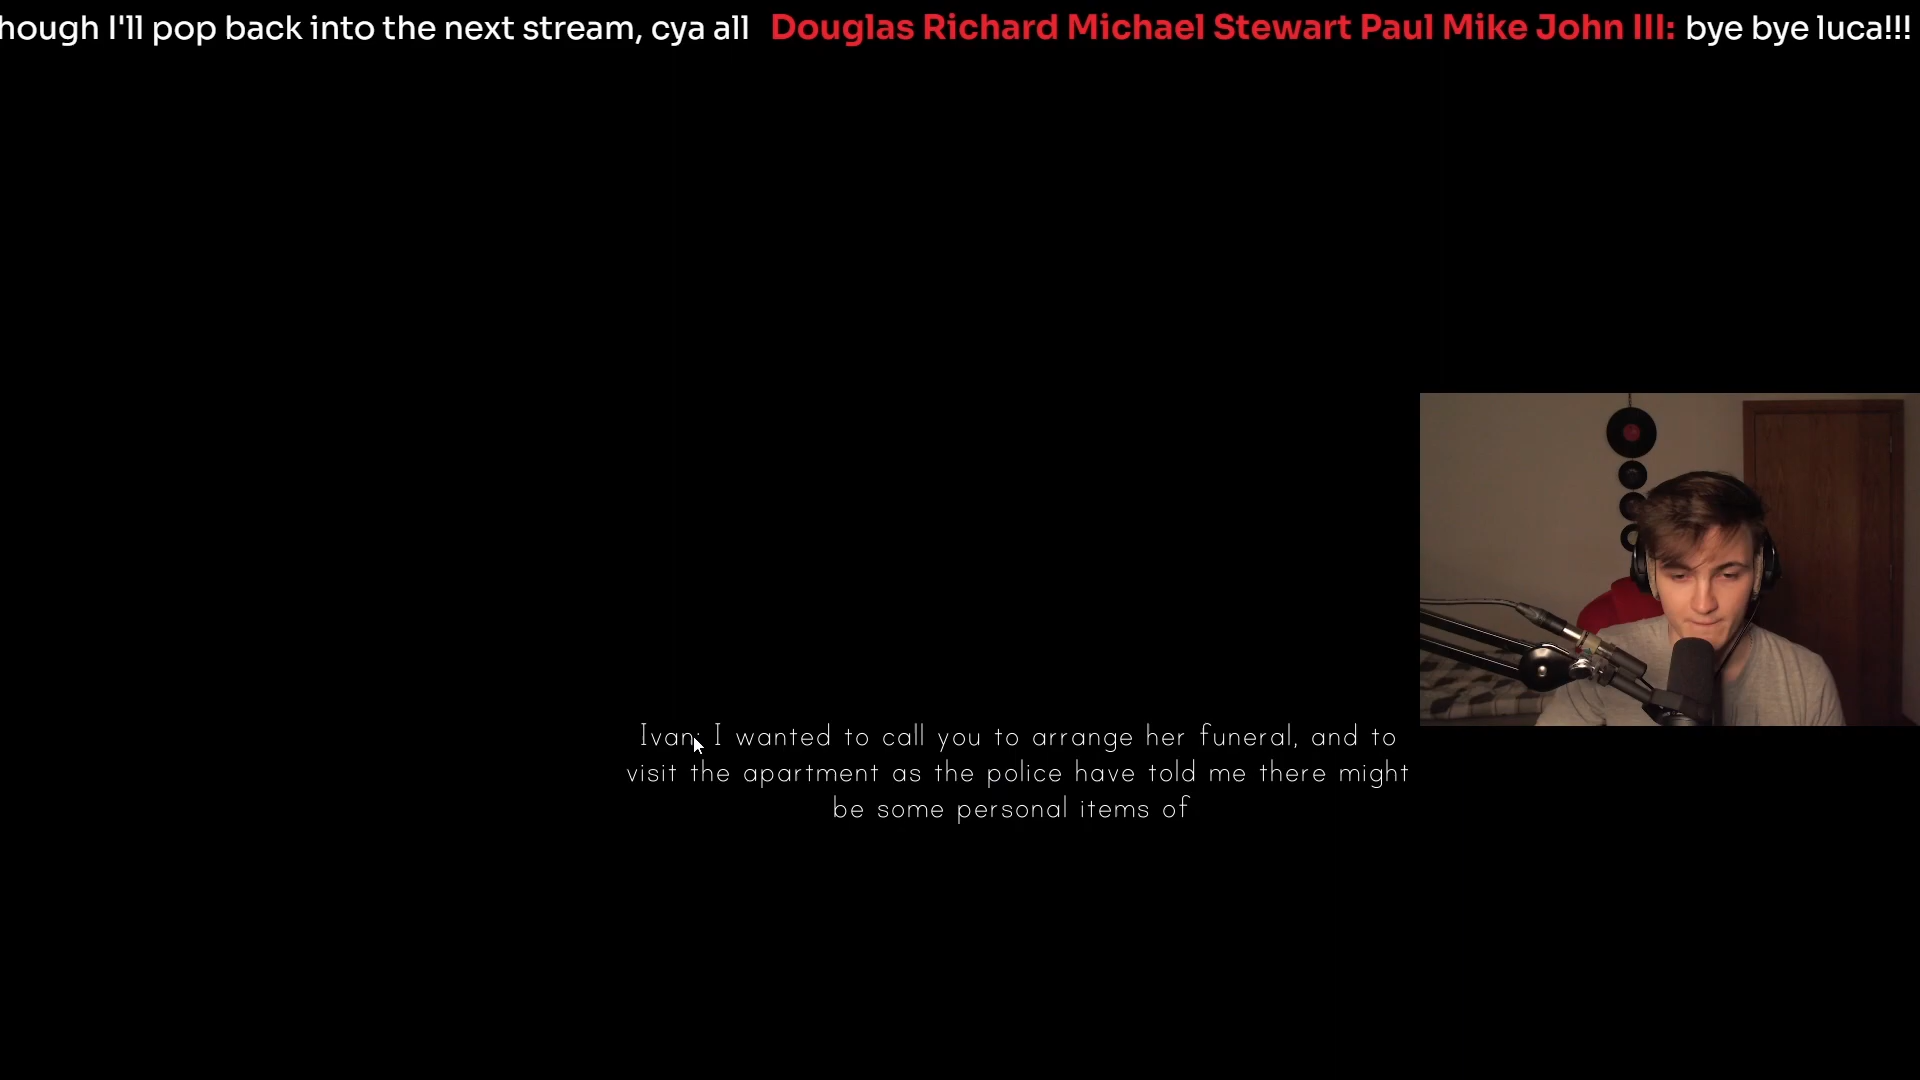 hough I'll pop back into the next stream, cya all Douglas Richard Michael Stewart Paul Mike John III: bye bye luca!!!
Ivan: I wanted to call you to arrange her funeral, and to
visit the apartment as the police have told me there might
be some personal items of